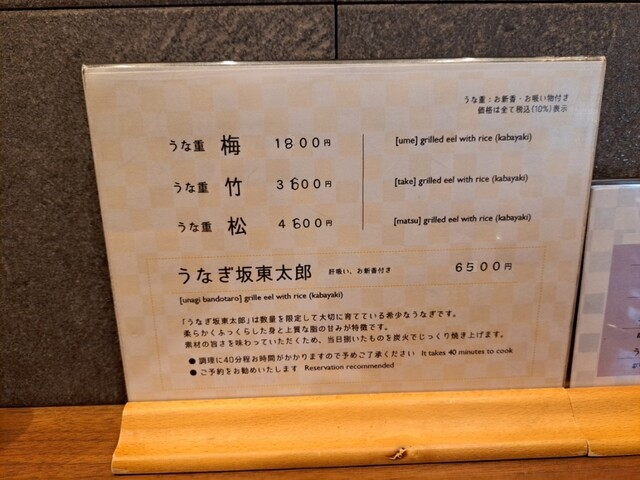 うな重：お新香・お吸い物付き
価格は全て税込(10%)表示
うな重 梅 1800円 [ume] grilled eel with rice (kabayaki)
うな重 竹 3600円 [take] grilled eel with rice (kabayaki)
うな重 松 4600円 [matsu] grilled eel with rice (kabayaki)
うなぎ坂東太郎 肝吸い、お新香付き 6500円
[unagi bandotaro] grille eel with rice (kabayaki)
「うなぎ坂東太郎」は数量を限定して大切に育てている希少なうなぎです。
柔らかくふっくらした身と上質な脂の甘みが特徴です。
素材の旨さを味わっていただくため、当日捌いたものを炭火でじっくり焼き上げます。
● 調理に40分程お時間がかかりますので予めご了承ください It takes 40 minutes to cook
● ご予約をお勧めいたします Reservation recommended